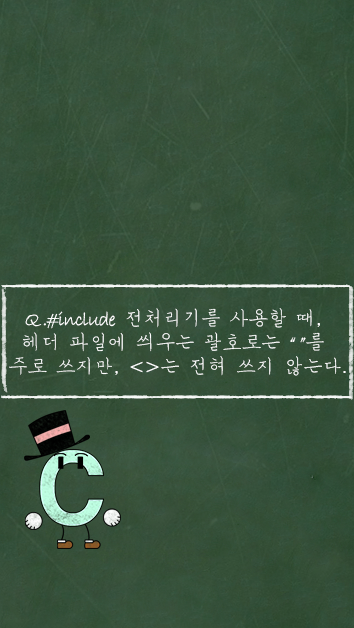 Q.#include 전처리기를 사용할 때,
헤더 파일에 씌우는 괄호로는 “”를
주로 쓰지만, <>는 전혀 쓰지 않는다.
C